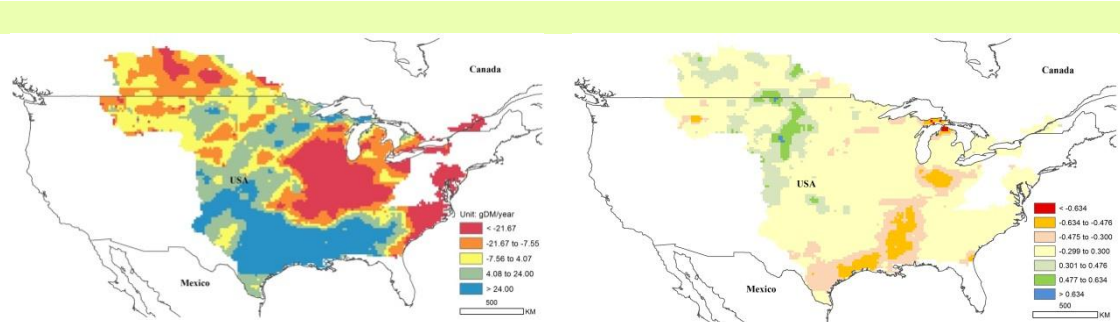 Canada
USA
Mexico
Unit: gDM/year
< -21.67
-21.67 to -7.55
-7.56 to 4.07
4.08 to 24.00
> 24.00
500
KM
Canada
USA
Mexico
< -0.634
-0.634 to -0.476
-0.475 to -0.300
-0.299 to 0.300
0.301 to 0.476
0.477 to 0.634
> 0.634
500
KM